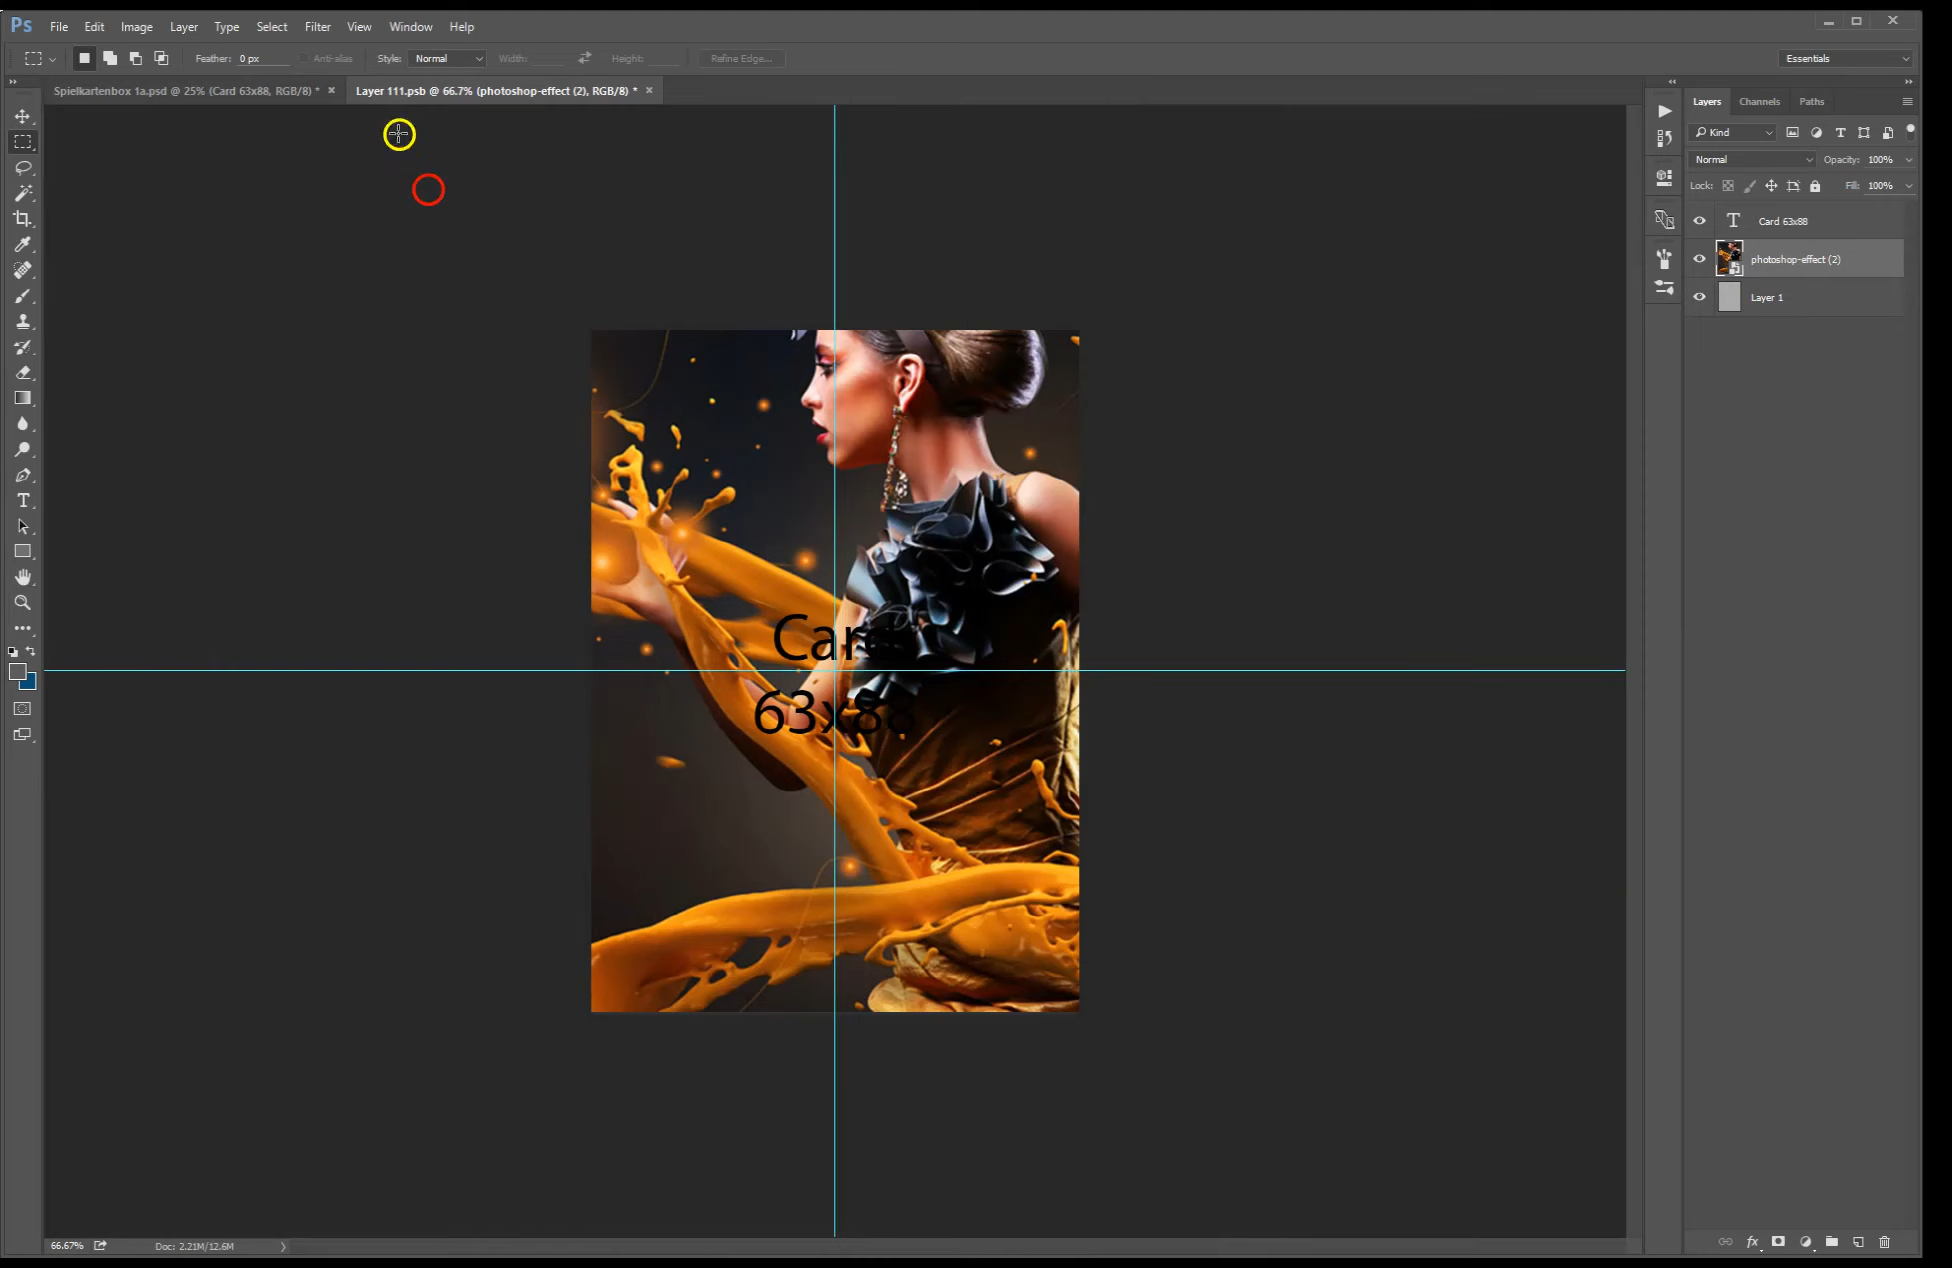 Ps File Edit Image Layer Type Select Filter View Window Help
Feather: 0 px Anti-alias Style: Normal Width: Height: Refine Edge... Essentials
Spielkartenbox 1a.psd @ 25% (Card 63x88, RGB/8) * × Layer 111.psb @ 66.7% (photoshop-effect (2), RGB/8) * ×
Layers Channels Paths
Kind
Normal Opacity: 100%
Lock: Fill: 100%
T Card 63x88
photoshop-effect (2)
Layer 1
Card
63x88
66.67% Doc: 2.21M/12.6M
fx